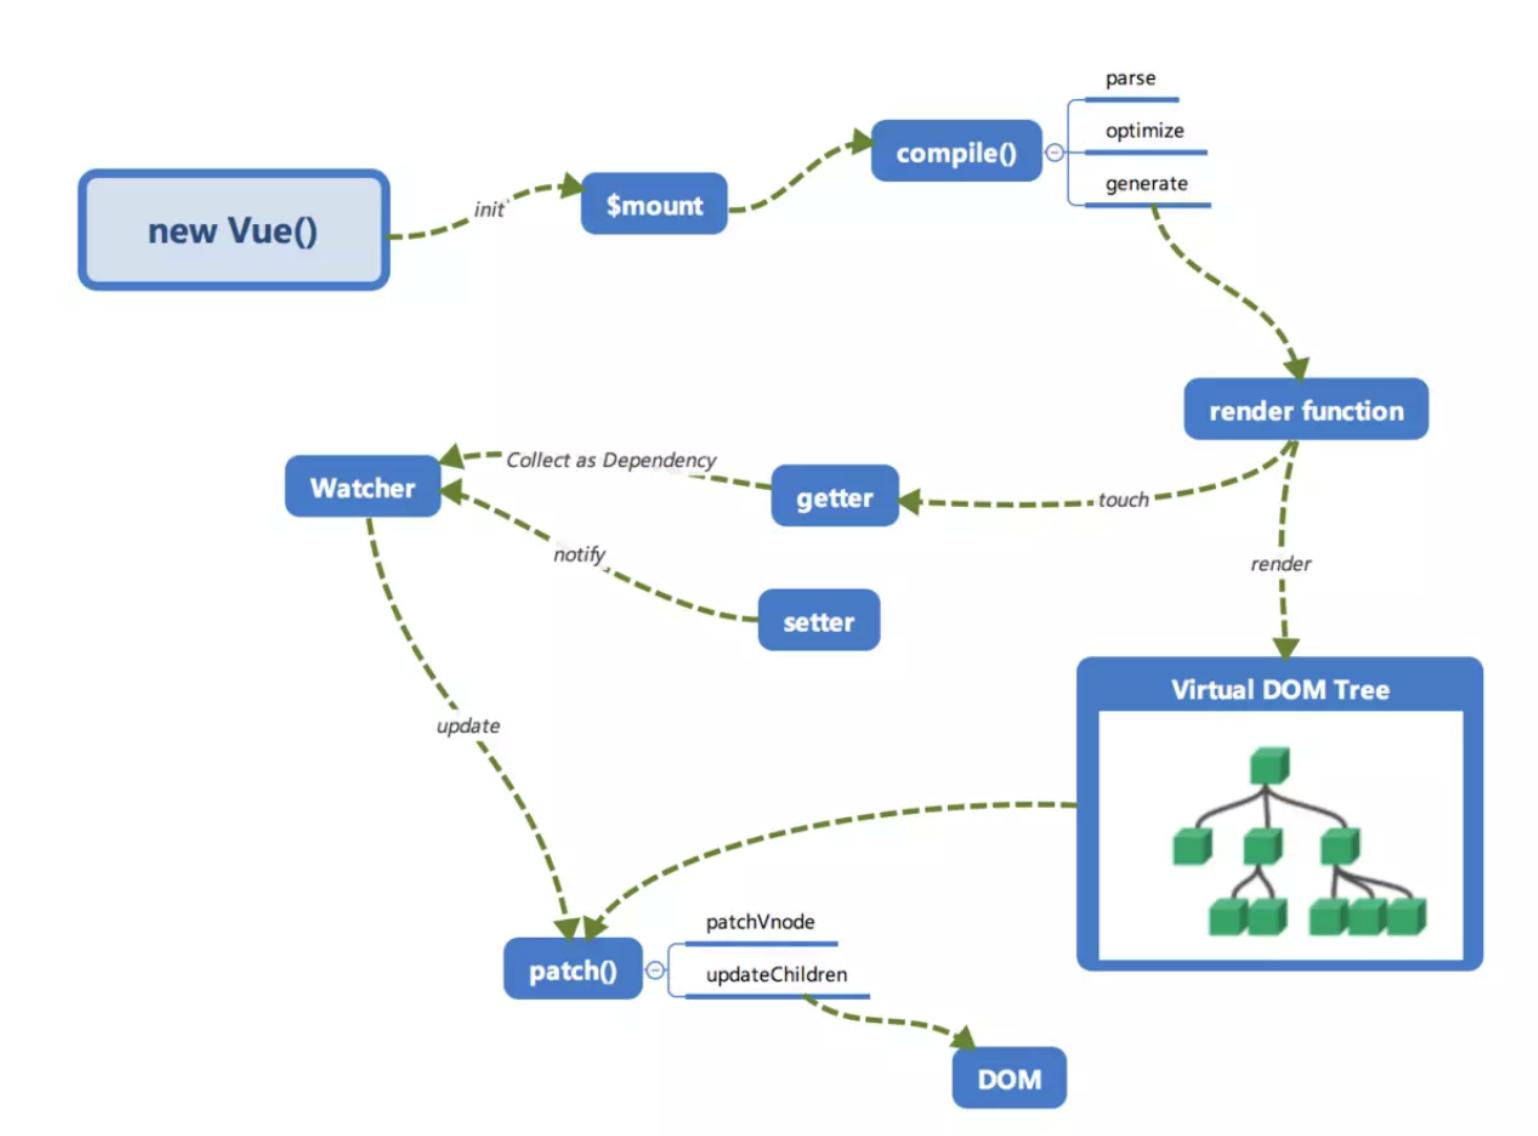 parse
optimize
compile()
generate
$mount
init
new Vue()
render function
Collect as Dependency
Watcher
getter
touch
notify
render
setter
Virtual DOM Tree
update
patchVnode
patch()
updateChildren
DOM